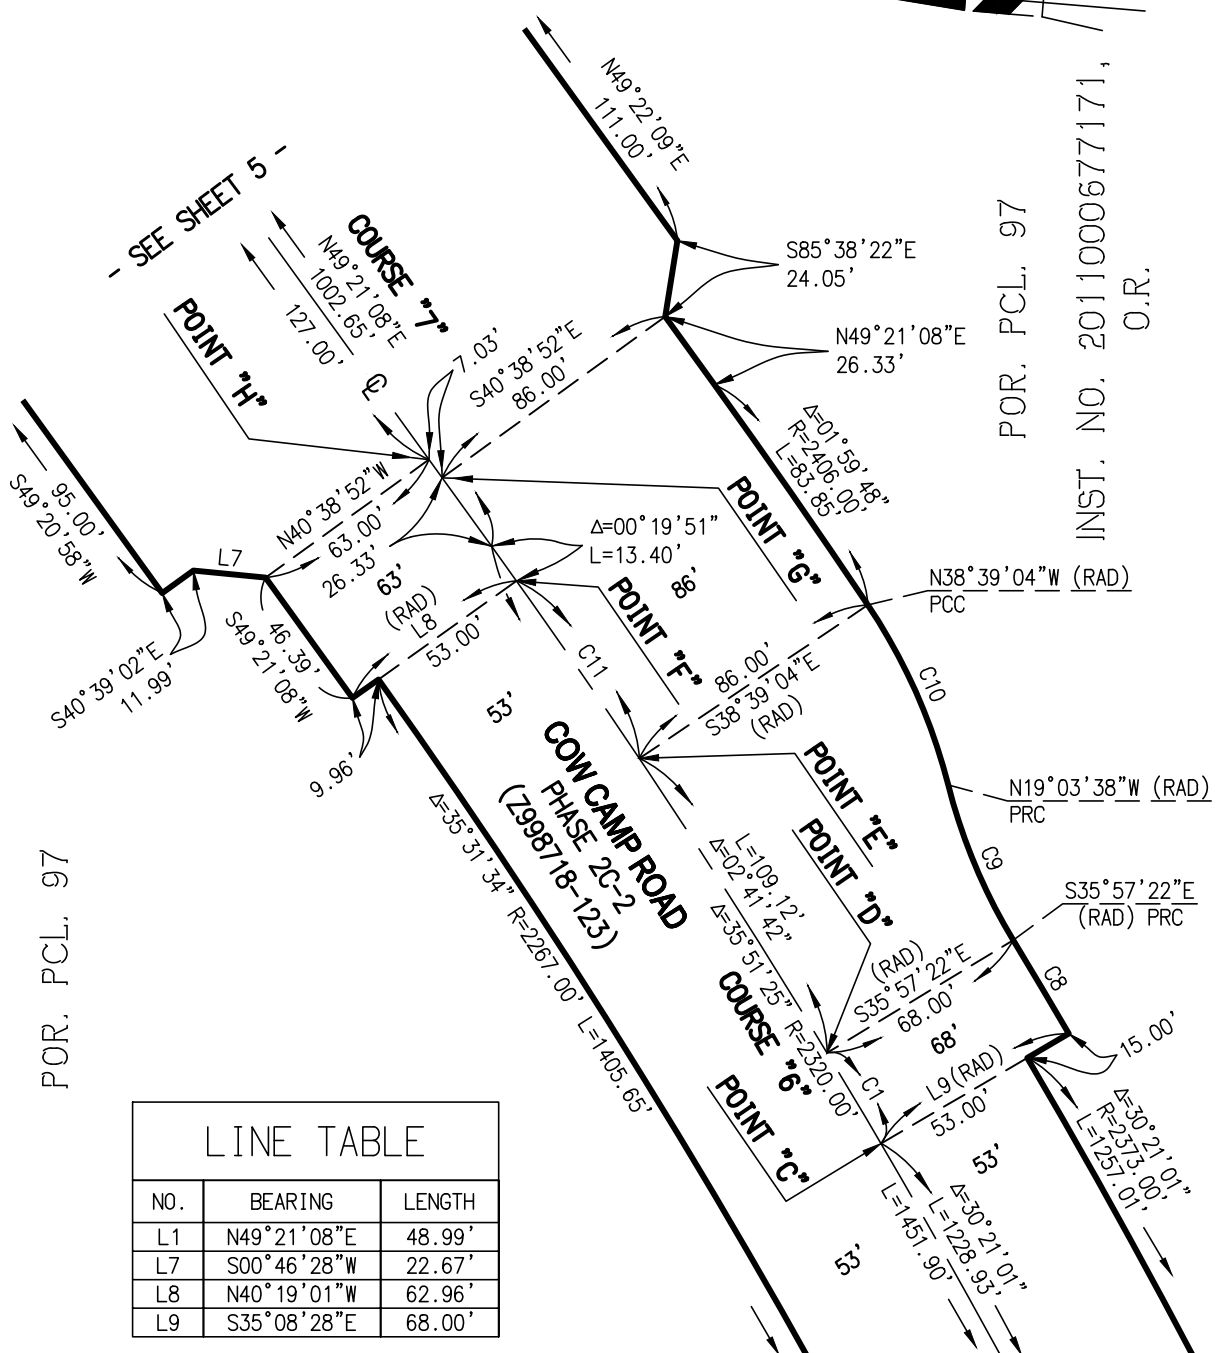 N49°22'09"E
111.00'
- SEE SHEET 5 -
COURSE "7"
N49°21'08"E
1002.65'
127.00'
POINT "H"
S85°38'22"E
24.05'
N49°21'08"E
26.33'
POR. PCL. 97
INST. NO. 2011000677171,
O.R.
7.03'
S40°38'52"E
86.00'
Δ=01°59'48"
R=2406.00'
L=83.85'
95.00'
S49°20'58"W
L7
N40°38'52"W
63.00'
26.33'
63'
(RAD)
L8
53.00'
Δ=00°19'51"
L=13.40'
POINT "G"
86'
POINT "F"
N38°39'04"W (RAD)
PCC
S40°39'02"E
11.99'
46.39'
S49°21'08"W
9.96'
C11
86.00'
S38°39'04"E
(RAD)
C10
53'
COW CAMP ROAD
PHASE 2C-2
(Z998718-123)
POINT "E"
POINT "D"
N19°03'38"W (RAD)
PRC
C9
Δ=35°31'34" R=2267.00' L=1405.65'
L=109.12'
Δ=02°41'42"
Δ=35°51'25" R=2320.00'
COURSE "6"
S35°57'22"E
(RAD) PRC
(RAD)
S35°57'22"E
68.00'
68'
C8
15.00'
POR. PCL. 97
C1
L9(RAD)
53.00'
POINT "C"
53'
53'
Δ=30°21'01"
R=2373.00'
L=1257.01'
Δ=30°21'01"
L=1228.93'
L=1451.90'
LINE TABLE
NO. BEARING LENGTH
L1 N49°21'08"E 48.99'
L7 S00°46'28"W 22.67'
L8 N40°19'01"W 62.96'
L9 S35°08'28"E 68.00'